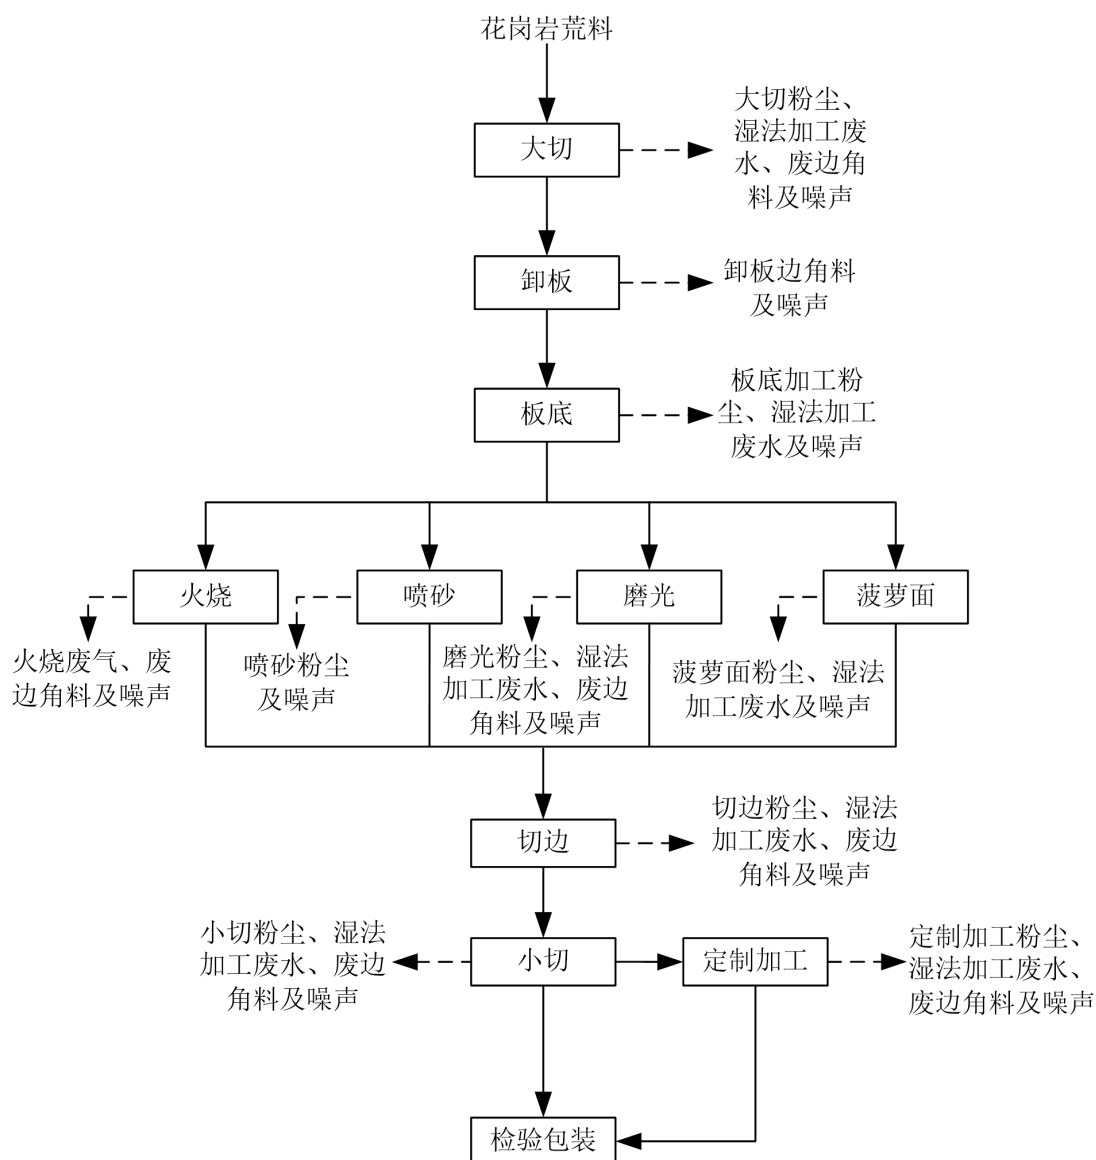 花岗岩荒料
大切
大切粉尘、
湿法加工废
水、废边角
料及噪声
卸板
卸板边角料
及噪声
板底
板底加工粉
尘、湿法加工
废水及噪声
火烧
喷砂
磨光
菠萝面
火烧废气、废
边角料及噪声
喷砂粉尘
及噪声
磨光粉尘、湿法
加工废水、废边
角料及噪声
菠萝面粉尘、湿法
加工废水及噪声
切边
切边粉尘、湿法
加工废水、废边
角料及噪声
小切粉尘、湿法
加工废水、废边
角料及噪声
小切
定制加工
定制加工粉尘、
湿法加工废水、
废边角料及噪声
检验包装